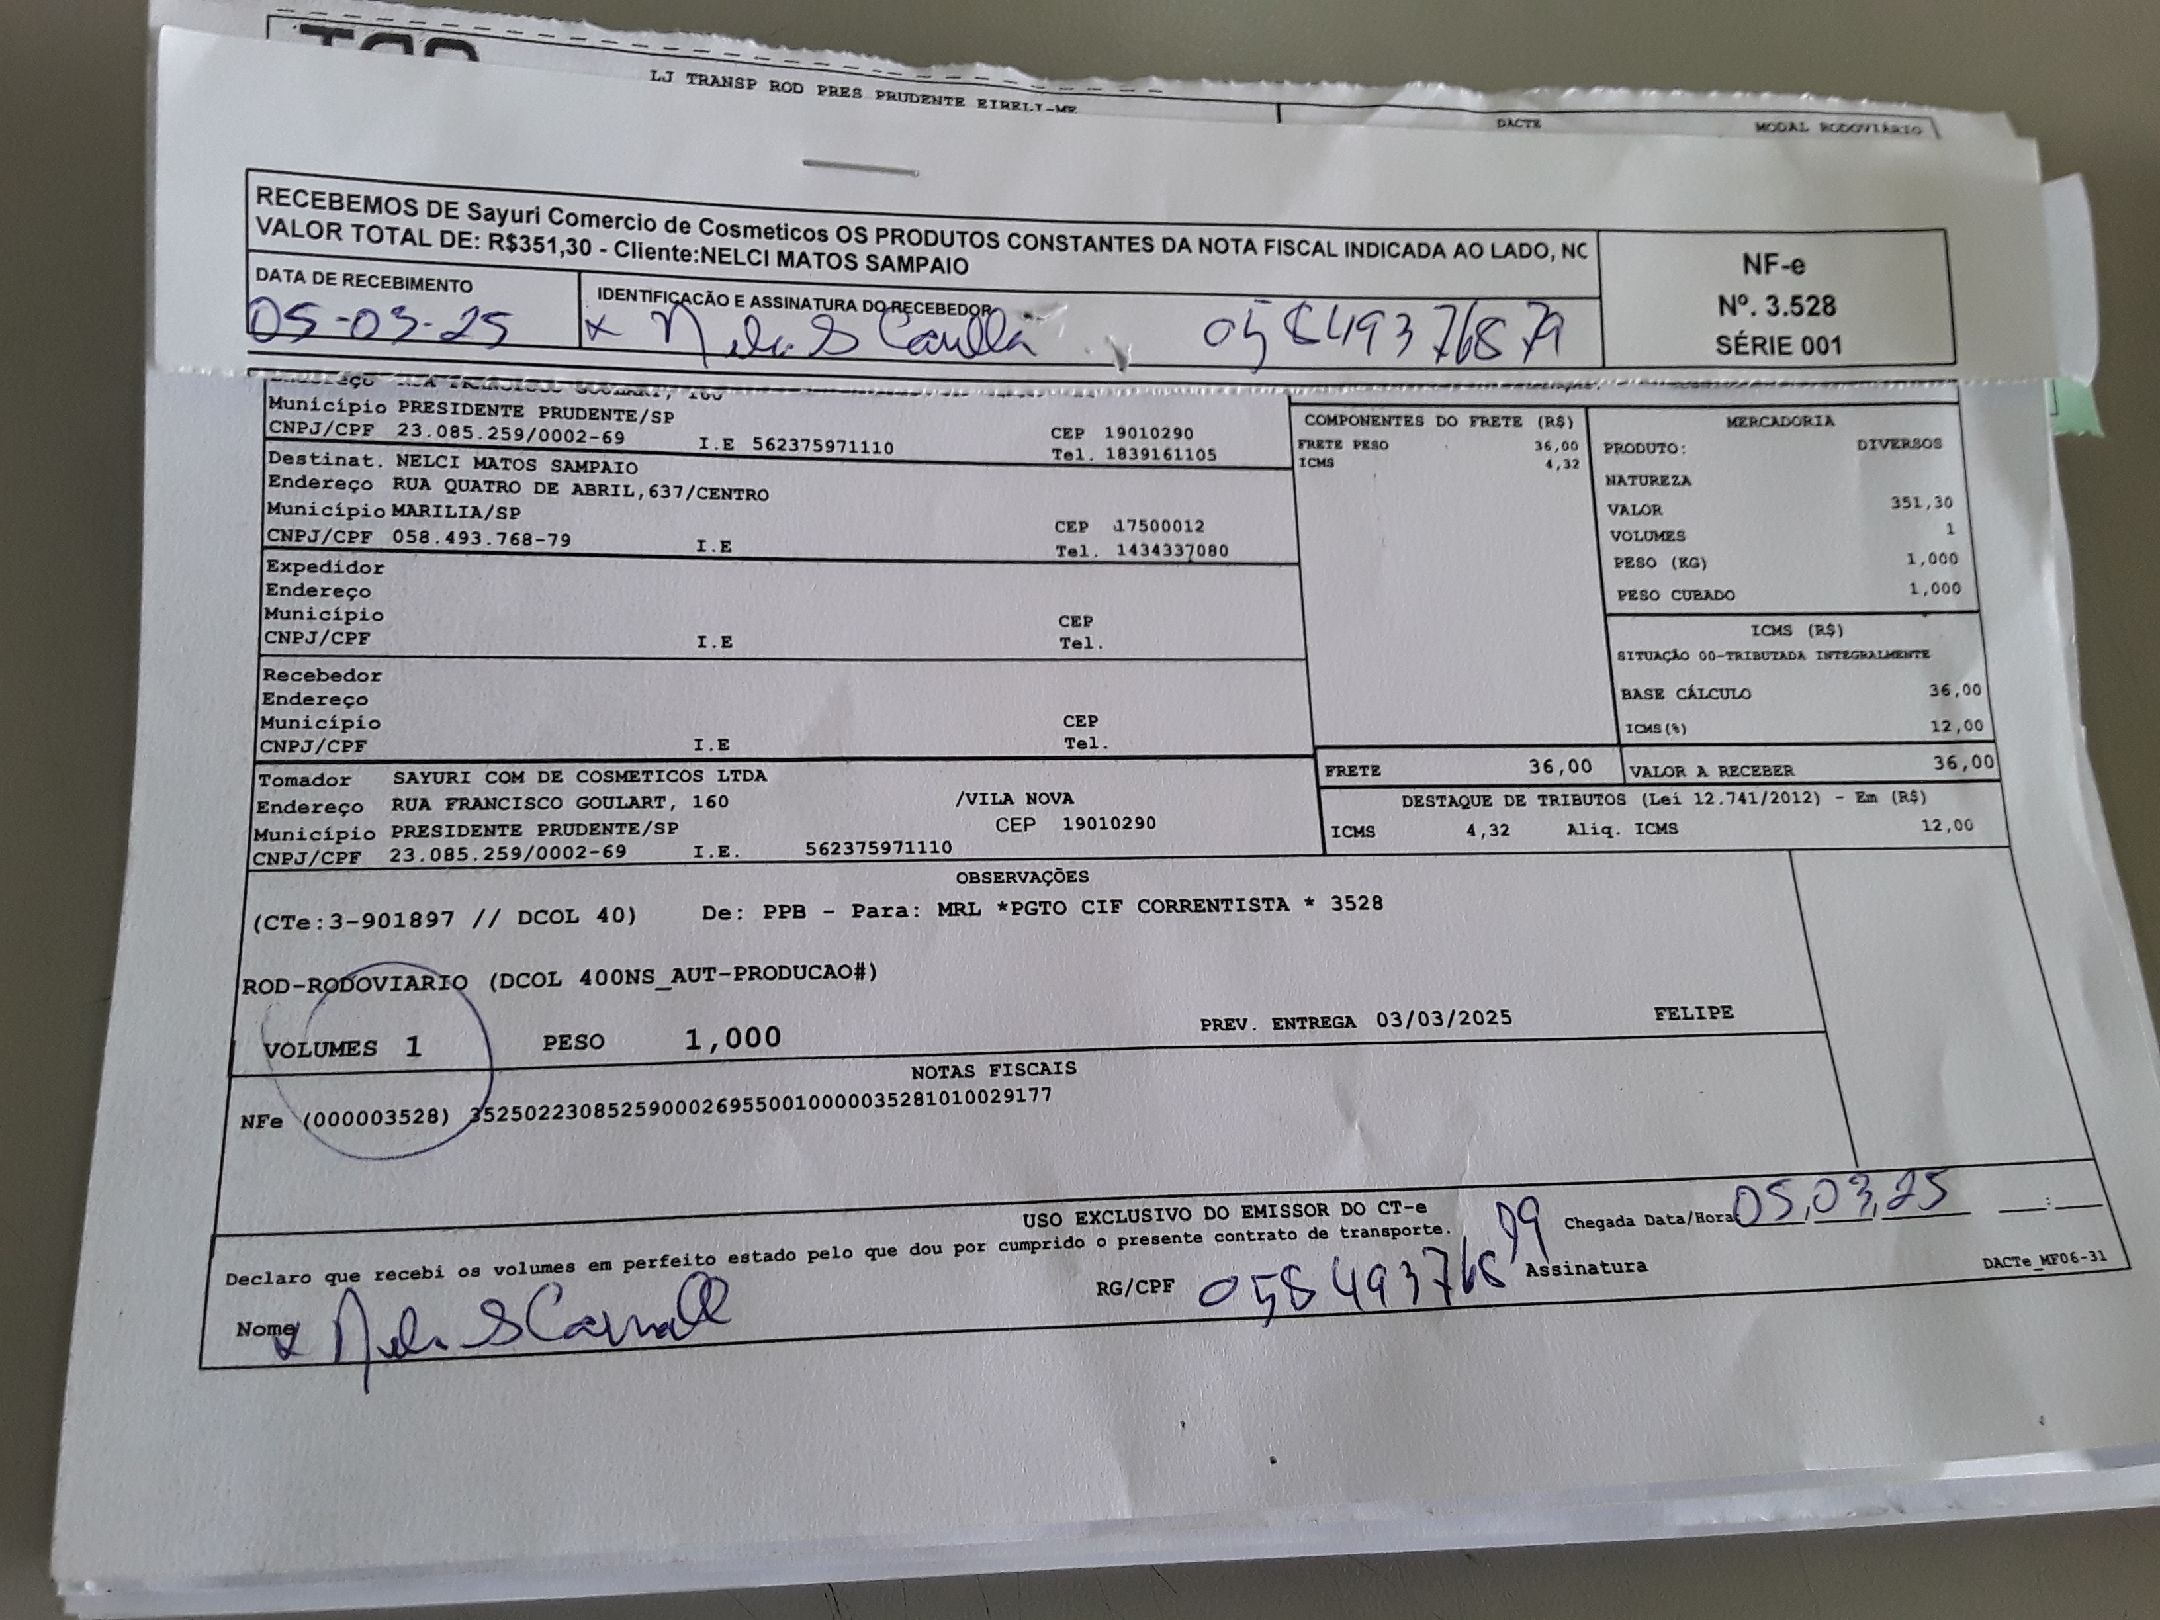 LJ TRANSP ROD PRES PRUDENTE EIRELI-ME
DACTE
MODAL RODOVIÁRIO
RECEBEMOS DE Sayuri Comercio de Cosmeticos OS PRODUTOS CONSTANTES DA NOTA FISCAL INDICADA AO LADO, NO
VALOR TOTAL DE: R$351,30 - Cliente:NELCI MATOS SAMPAIO
DATA DE RECEBIMENTO
05-03-25
IDENTIFICAÇÃO E ASSINATURA DO RECEBEDOR
05849376879
NF-e
Nº. 3.528
SÉRIE 001
Município PRESIDENTE PRUDENTE/SP CEP 19010290
CNPJ/CPF 23.085.259/0002-69 I.E 562375971110 Tel. 1839161105
Destinat. NELCI MATOS SAMPAIO
Endereço RUA QUATRO DE ABRIL,637/CENTRO
Município MARILIA/SP CEP 17500012
CNPJ/CPF 058.493.768-79 I.E Tel. 1434337080
Expedidor
Endereço
Município CEP
CNPJ/CPF I.E Tel.
Recebedor
Endereço
Município CEP
CNPJ/CPF I.E Tel.
Tomador SAYURI COM DE COSMETICOS LTDA
Endereço RUA FRANCISCO GOULART, 160 /VILA NOVA
Município PRESIDENTE PRUDENTE/SP CEP 19010290
CNPJ/CPF 23.085.259/0002-69 I.E. 562375971110
COMPONENTES DO FRETE (R$)
FRETE PESO 36,00
ICMS 4,32
MERCADORIA
PRODUTO: DIVERSOS
NATUREZA
VALOR 351,30
VOLUMES 1
PESO (KG) 1,000
PESO CUBADO 1,000
ICMS (R$)
SITUAÇÃO 00-TRIBUTADA INTEGRALMENTE
BASE CÁLCULO 36,00
ICMS(%) 12,00
FRETE 36,00 VALOR A RECEBER 36,00
DESTAQUE DE TRIBUTOS (Lei 12.741/2012) - Em (R$)
ICMS 4,32 Aliq. ICMS 12,00
OBSERVAÇÕES
(CTe:3-901897 // DCOL 40) De: PPB - Para: MRL *PGTO CIF CORRENTISTA * 3528
ROD-RODOVIARIO (DCOL 400NS_AUT-PRODUCAO#)
VOLUMES 1 PESO 1,000 PREV. ENTREGA 03/03/2025 FELIPE
NOTAS FISCAIS
NFe (000003528) 35250223085259000269550010000035281010029177
USO EXCLUSIVO DO EMISSOR DO CT-e
Declaro que recebi os volumes em perfeito estado pelo que dou por cumprido o presente contrato de transporte.
Chegada Data/Hora 05,03,25 :
Nome RG/CPF 05849376879 Assinatura
DACTe_MF06-31